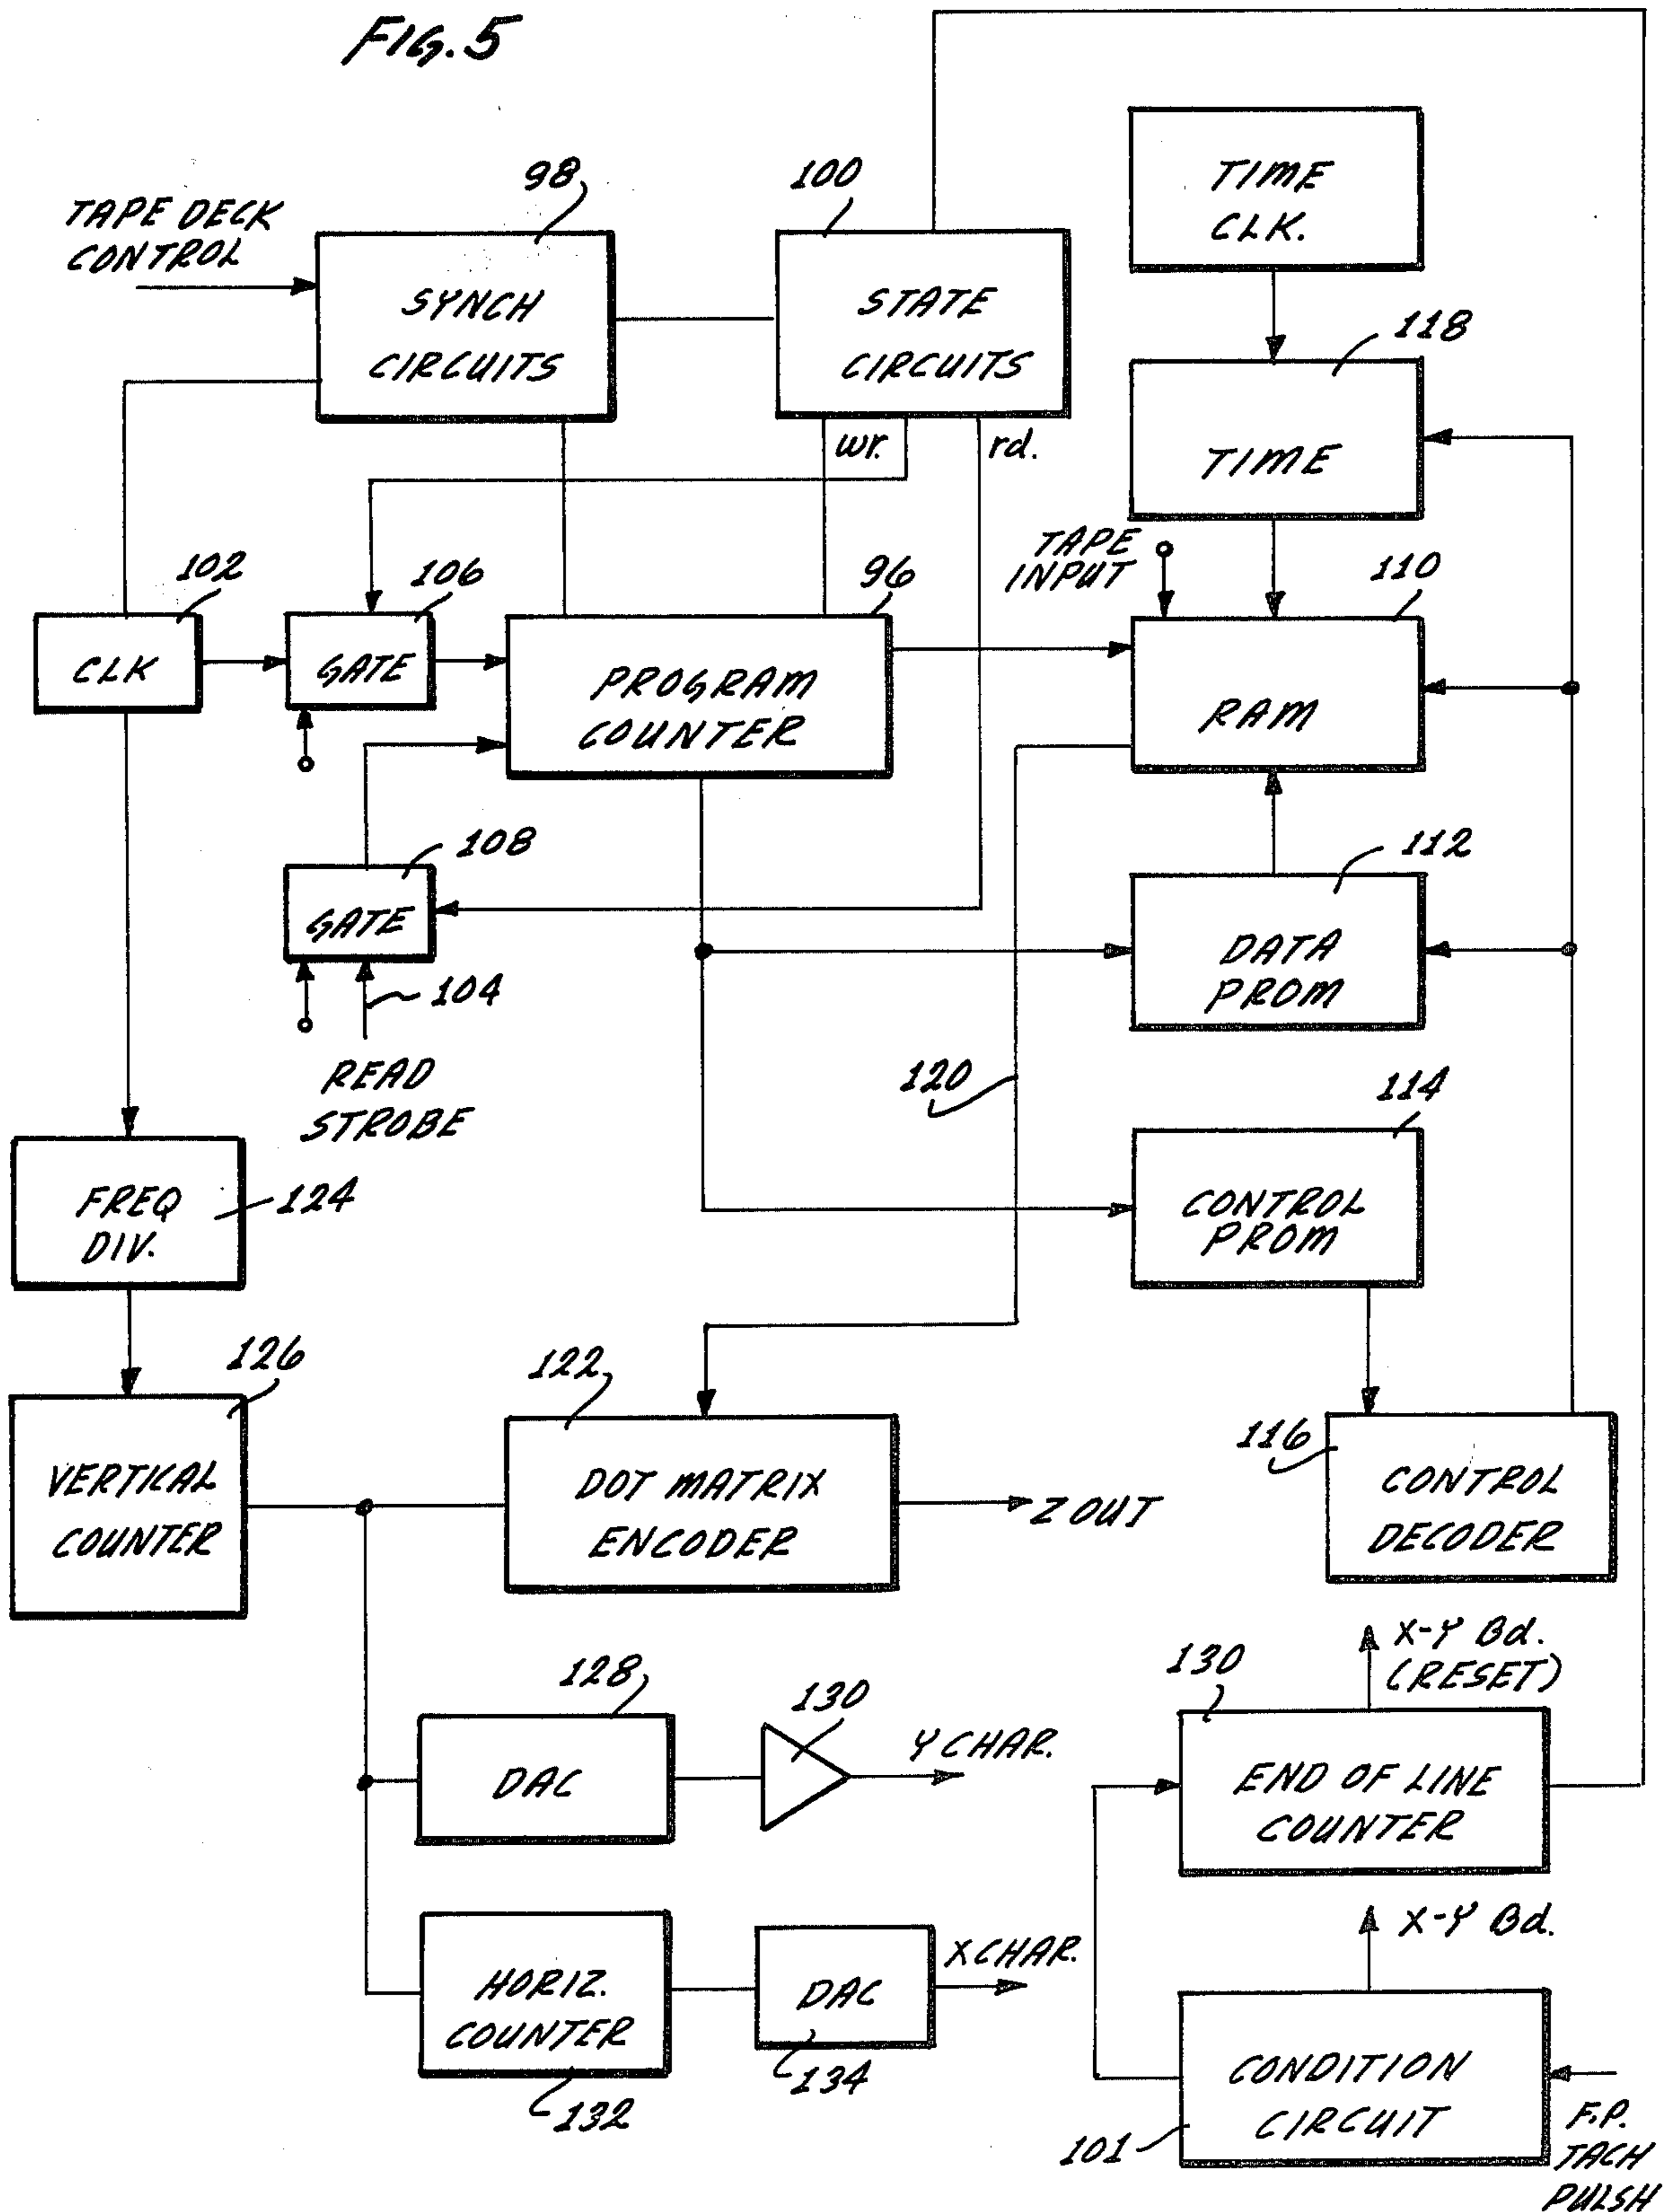 FIG. 5
TAPE DECK
CONTROL
98
SYNCH
CIRCUITS
100
STATE
CIRCUITS
wr.
rd.
TIME
CLK.
118
TIME
TAPE
INPUT
102
CLK
106
GATE
96
PROGRAM
COUNTER
110
RAM
108
GATE
104
READ
STROBE
112
DATA
PROM
120
114
CONTROL
PROM
FREQ
DIV.
124
126
VERTICAL
COUNTER
122
DOT MATRIX
ENCODER
Z OUT
116
CONTROL
DECODER
128
DAC
130
Y CHAR.
130
X-Y Bd.
(RESET)
END OF LINE
COUNTER
HORIZ.
COUNTER
132
DAC
134
X CHAR.
X-Y Bd.
CONDITION
CIRCUIT
101
F.P.
TACH
PULSH